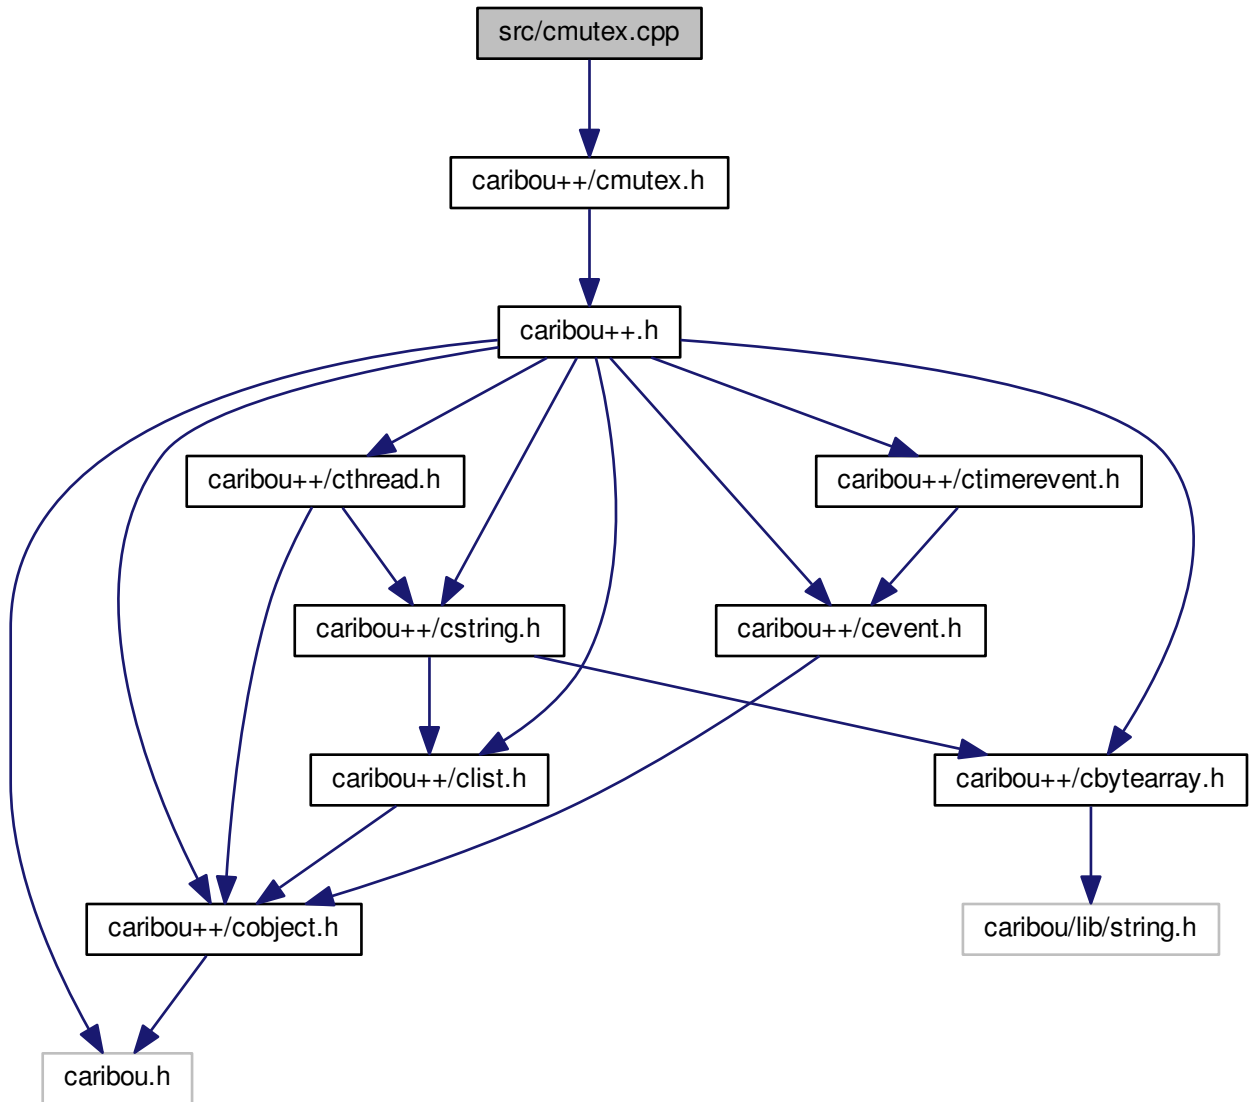 src/cmutex.cpp
caribou++/cmutex.h
caribou++.h
caribou++/cthread.h
caribou++/ctimerevent.h
caribou++/cstring.h
caribou++/cevent.h
caribou++/clist.h
caribou++/cbytearray.h
caribou++/cobject.h
caribou/lib/string.h
caribou.h